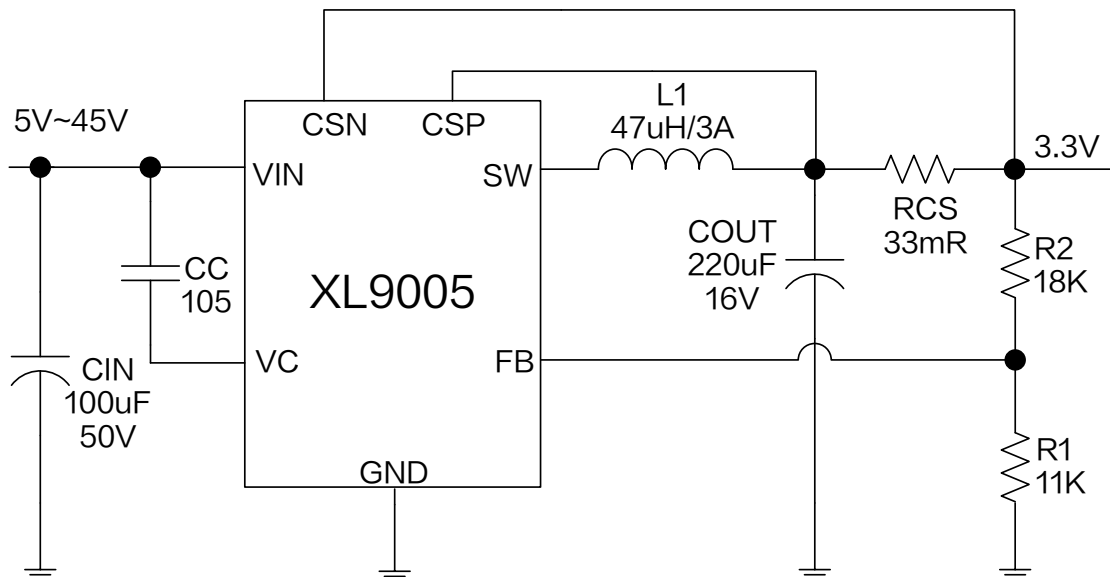 5V~45V
CSN
CSP
L1
47uH/3A
3.3V
VIN
SW
RCS
33mR
COUT
220uF
16V
R2
18K
CC
105
XL9005
VC
FB
CIN
100uF
50V
GND
R1
11K